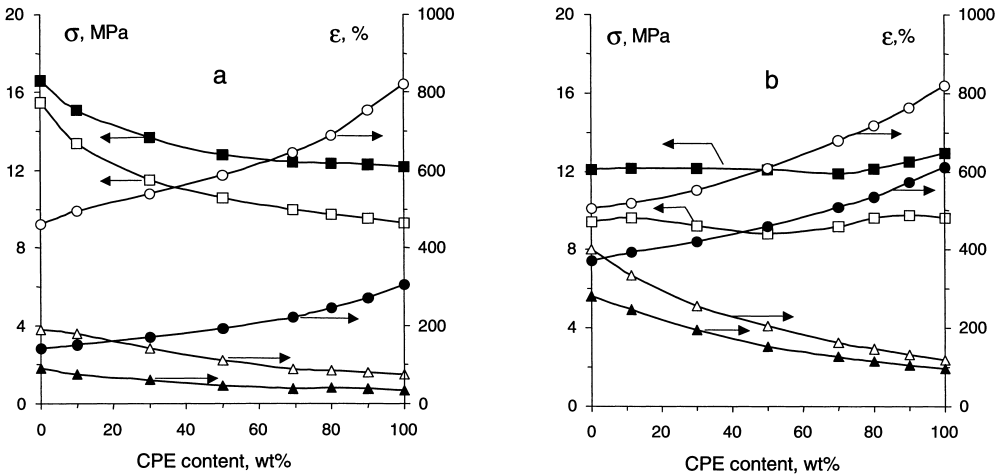 20 1000 20 1000
σ, MPa ε, % σ, MPa ε,%
a b
16 800 16 800
12 600 12 600
8 400 8 400
4 200 4 200
0 0 0 0
0 20 40 60 80 100 0 20 40 60 80 100
CPE content, wt% CPE content, wt%